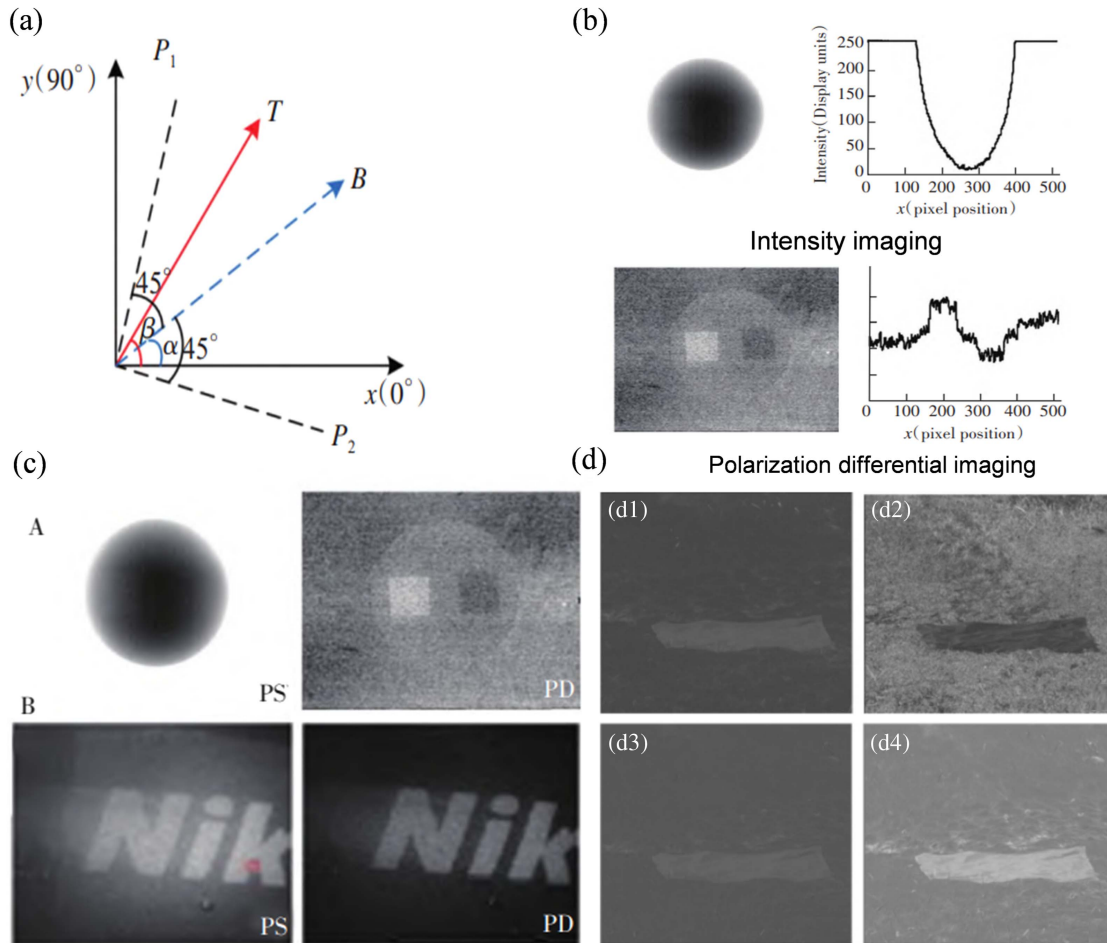 (a)
P1
y(90°)
T
B
45°
β
α
45°
x(0°)
P2
(b)
Intensity(Display units)
250
200
150
100
50
0
0 100 200 300 400 500
x(pixel position)
Intensity imaging
0 100 200 300 400 500
x(pixel position)
Polarization differential imaging
(c)
A
PS
PD
B
Nik
PS
Nik
PD
(d)
(d1)
(d2)
(d3)
(d4)